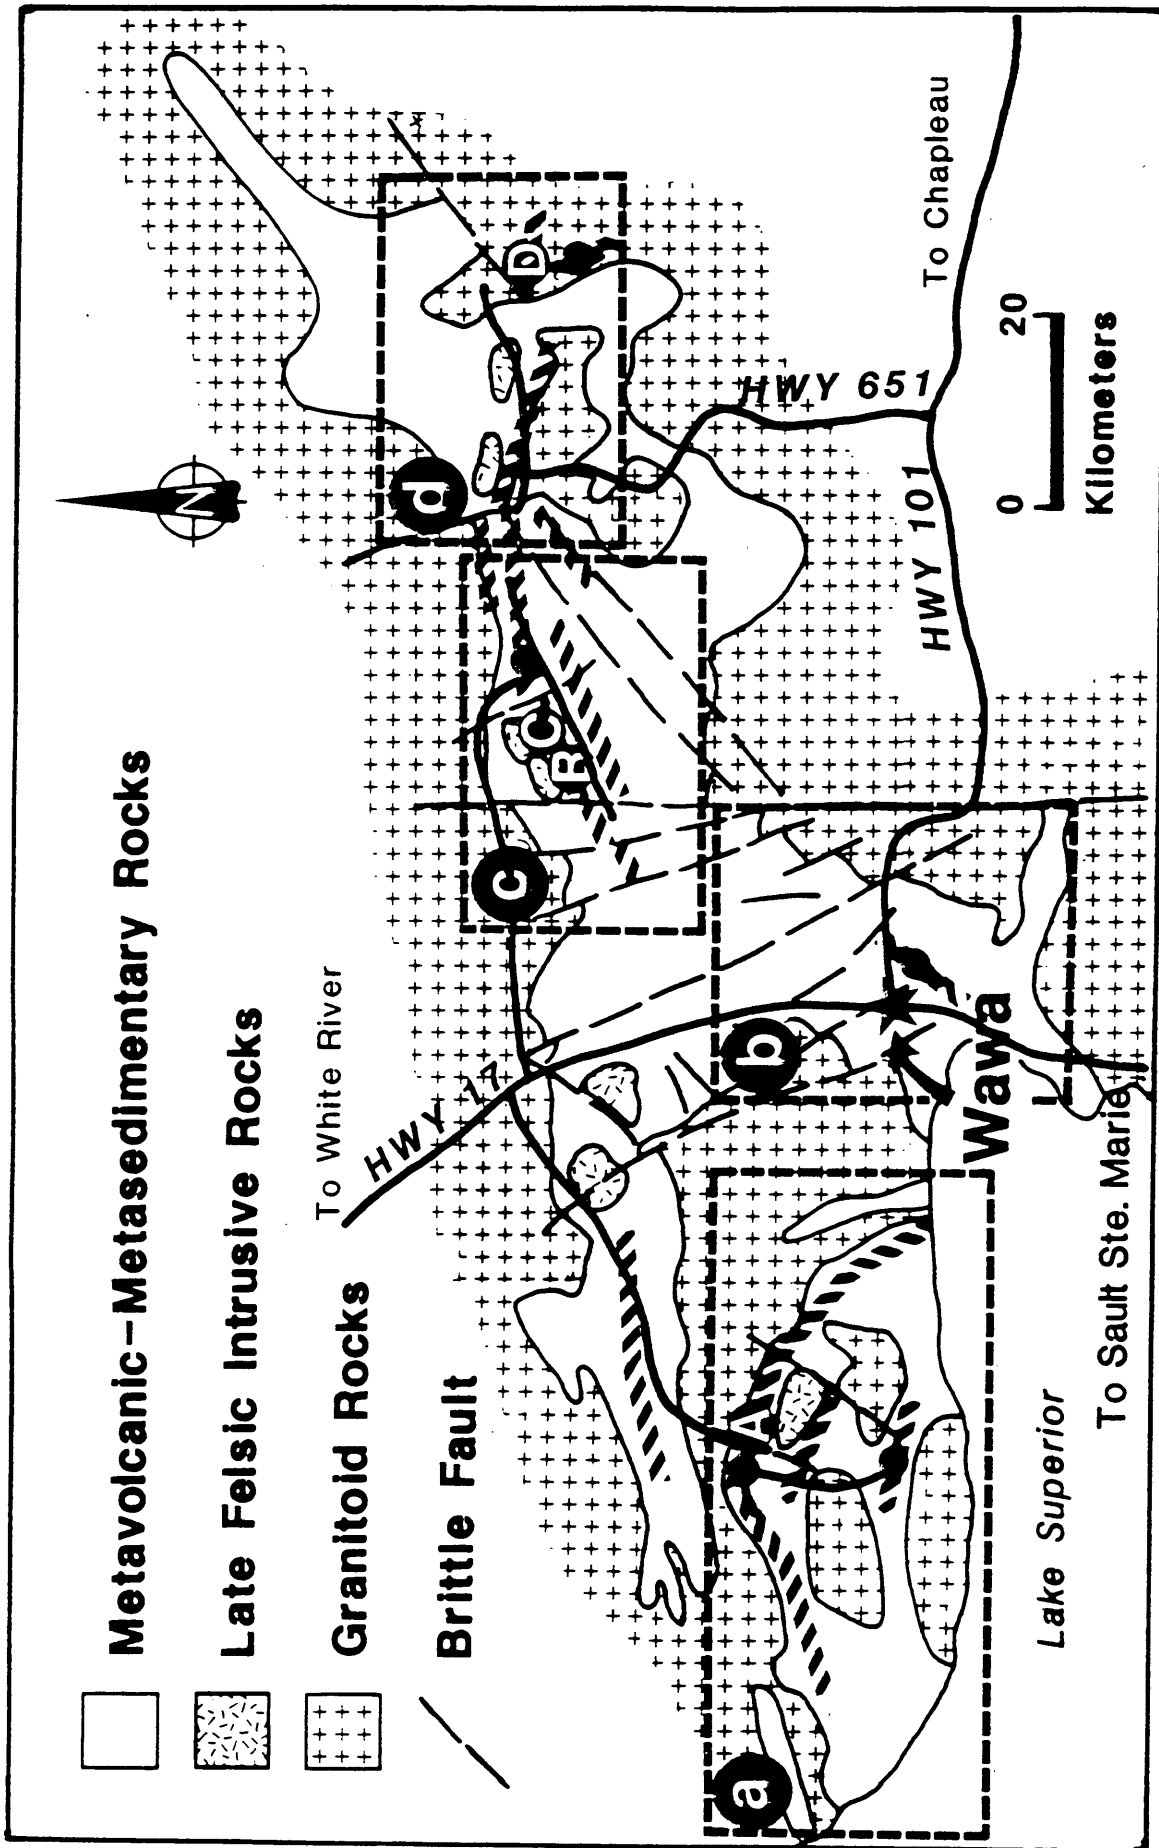 Metavolcanic-Metasedimentary Rocks
Late Felsic Intrusive Rocks
Granitoid Rocks
Brittle Fault
To White River
HWY 17
N
a
A
b
c
B
C
d
D
Wawa
HWY 101
HWY 651
To Chapleau
Lake Superior
To Sault Ste. Marie
0 20
Kilometers